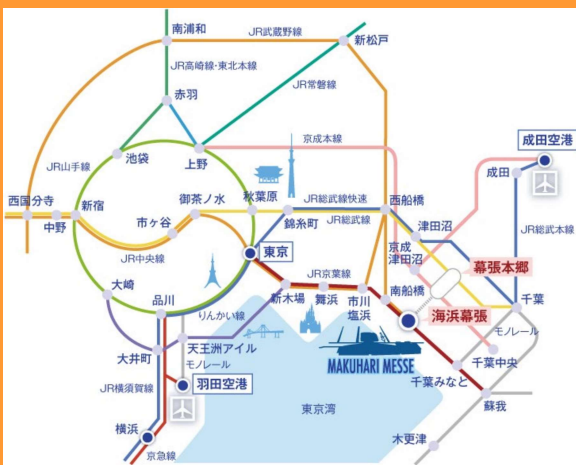 南浦和
JR武蔵野線
新松戸
JR高崎線・東北本線
赤羽
JR常磐線
京成本線
成田空港
池袋
上野
JR山手線
成田
西国分寺
新宿
御茶ノ水
秋葉原
JR総武線快速
西船橋
中野
市ヶ谷
錦糸町
JR総武線
津田沼
JR総武本線
JR中央線
東京
京成
津田沼
幕張本郷
大崎
JR京葉線
品川
新木場
舞浜
市川
塩浜
南船橋
千葉
りんかい線
海浜幕張
モノレール
大井町
天王洲アイル
MAKUHARI MESSE
千葉中央
モノレール
千葉みなと
JR横須賀線
羽田空港
蘇我
東京湾
横浜
木更津
京急線